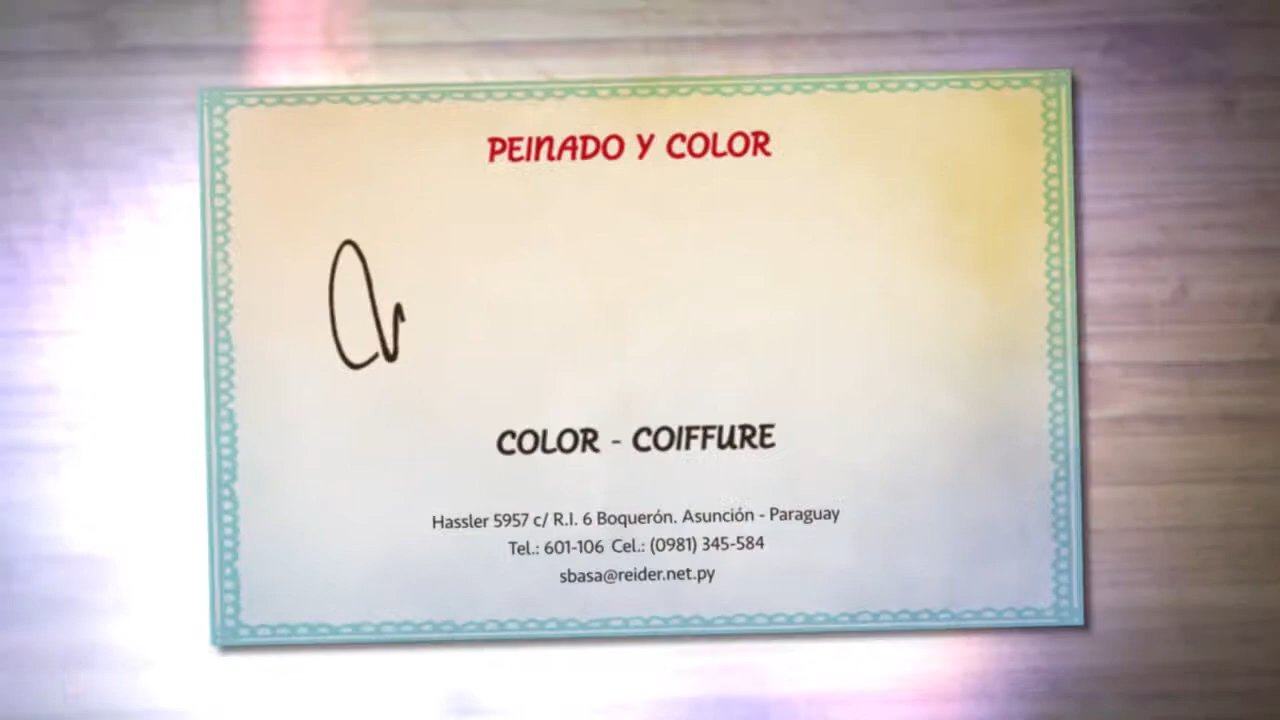 PEINADO Y COLOR
COLOR - COIFFURE
Hassler 5957 c/ R.I. 6 Boquerón. Asunción - Paraguay
Tel.: 601-106 Cel.: (0981) 345-584
sbasa@reider.net.py